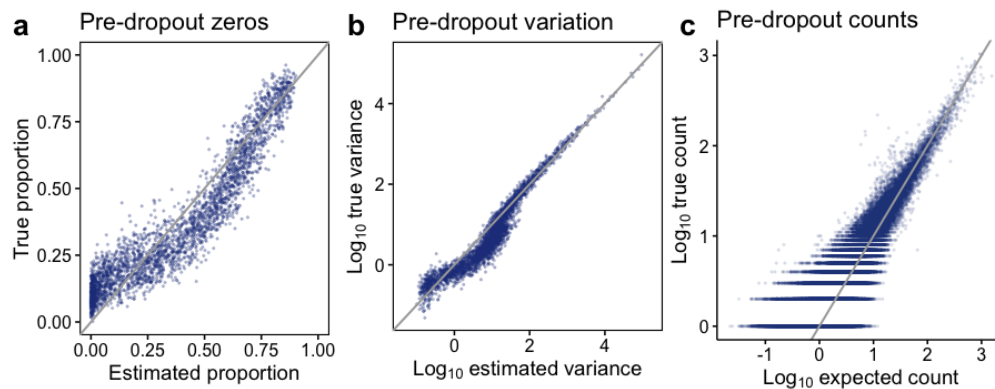 a Pre-dropout zeros
True proportion
1.00
0.75
0.50
0.25
0.00
0.00 0.25 0.50 0.75 1.00
Estimated proportion
b Pre-dropout variation
Log10 true variance
4
2
0
0 2 4
Log10 estimated variance
c Pre-dropout counts
Log10 true count
3
2
1
0
-1 0 1 2 3
Log10 expected count